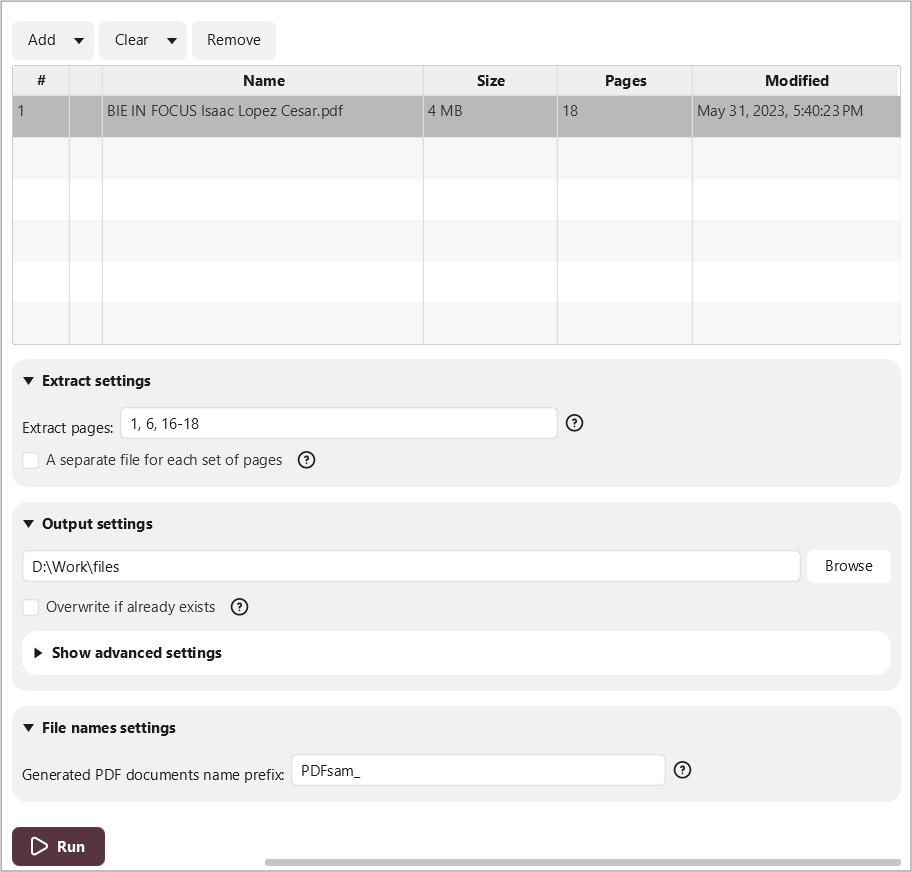 Add Clear Remove
# Name Size Pages Modified
1 BIE IN FOCUS Isaac Lopez Cesar.pdf 4 MB 18 May 31, 2023, 5:40:23 PM
Extract settings
Extract pages: 1, 6, 16-18 ?
A separate file for each set of pages ?
Output settings
D:\Work\files Browse
Overwrite if already exists ?
Show advanced settings
File names settings
Generated PDF documents name prefix: PDFsam_ ?
Run